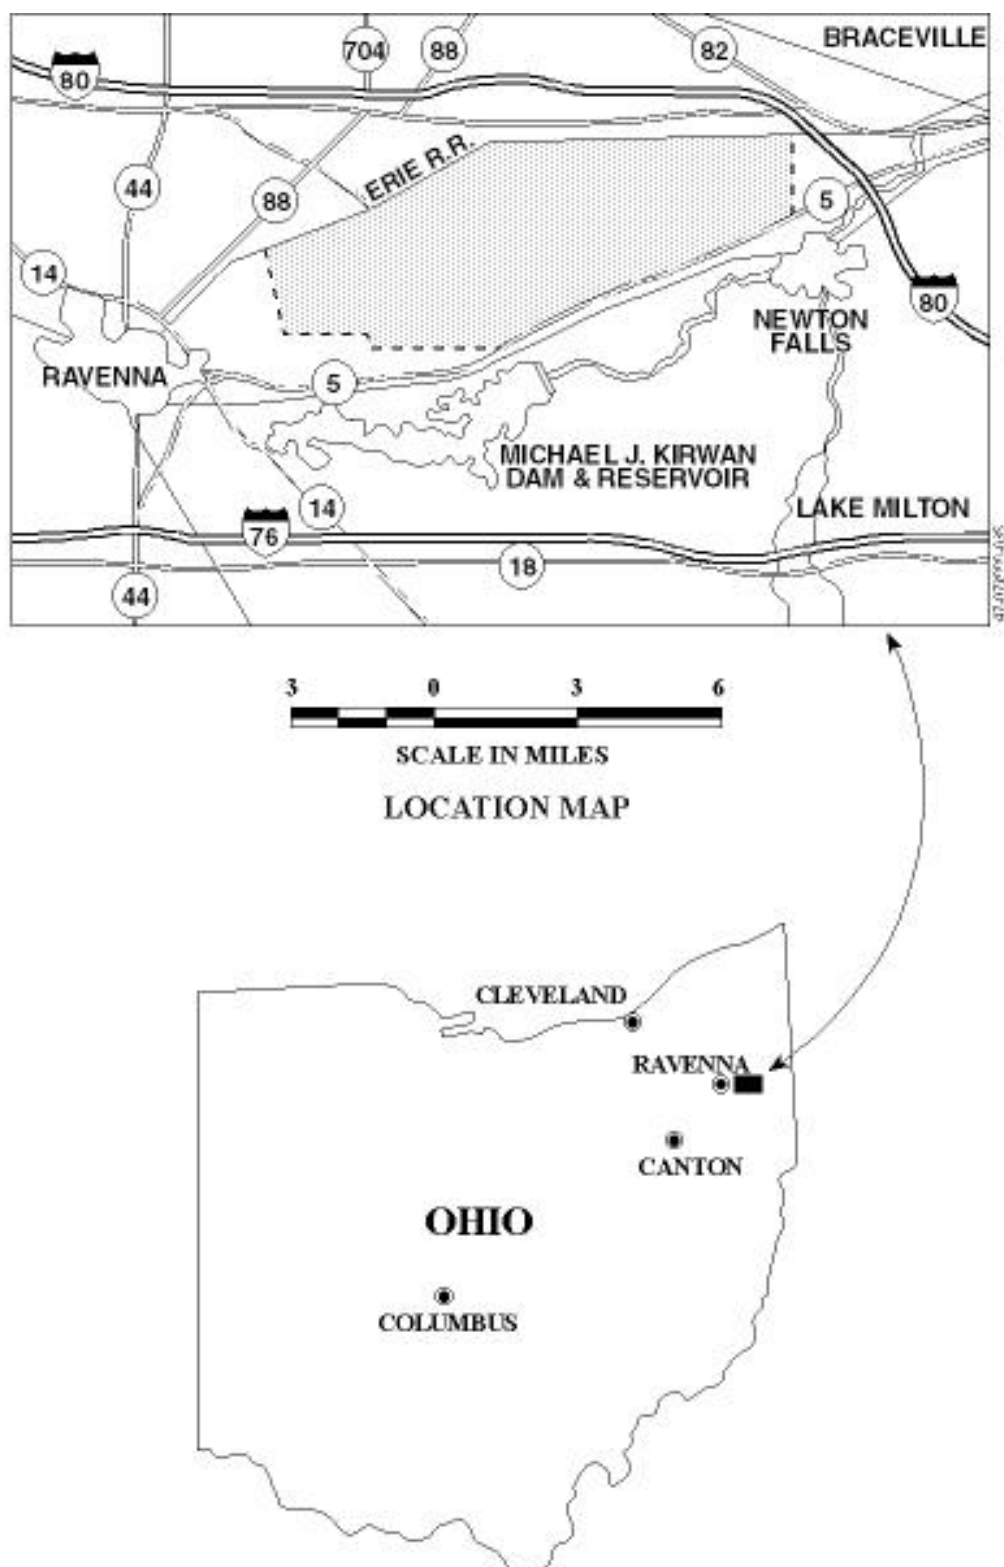 80
704
88
82
BRACEVILLE
44
88
ERIE R.R.
5
14
80
NEWTON
FALLS
RAVENNA
5
MICHAEL J. KIRWAN
DAM & RESERVOIR
14
LAKE MILTON
76
18
44
3 0 3 6
SCALE IN MILES
LOCATION MAP
CLEVELAND
RAVENNA
CANTON
OHIO
COLUMBUS